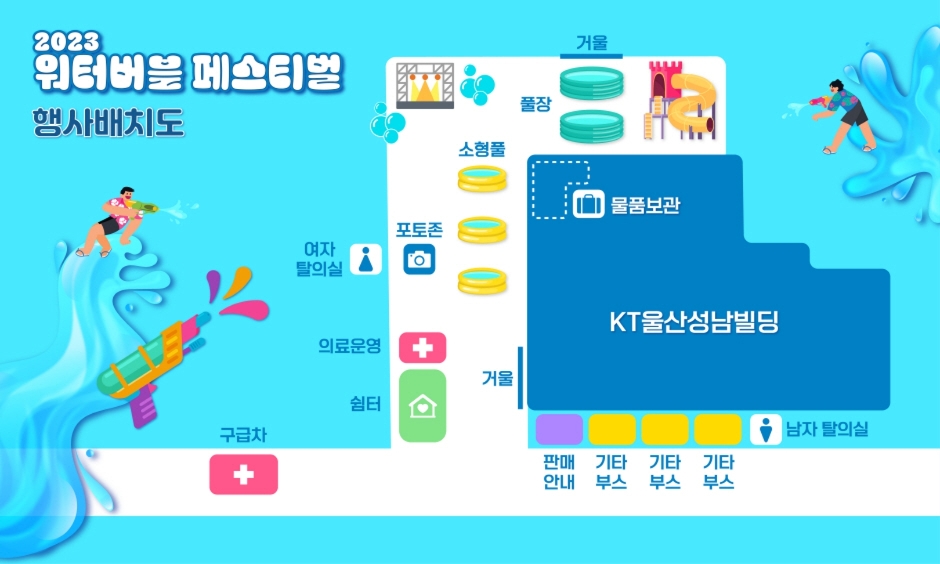 2023
워터버블 페스티벌
행사배치도
거울
풀장
소형풀
물품보관
포토존
여자
탈의실
KT울산성남빌딩
의료운영
거울
쉼터
남자 탈의실
구급차
판매
안내
기타
부스
기타
부스
기타
부스